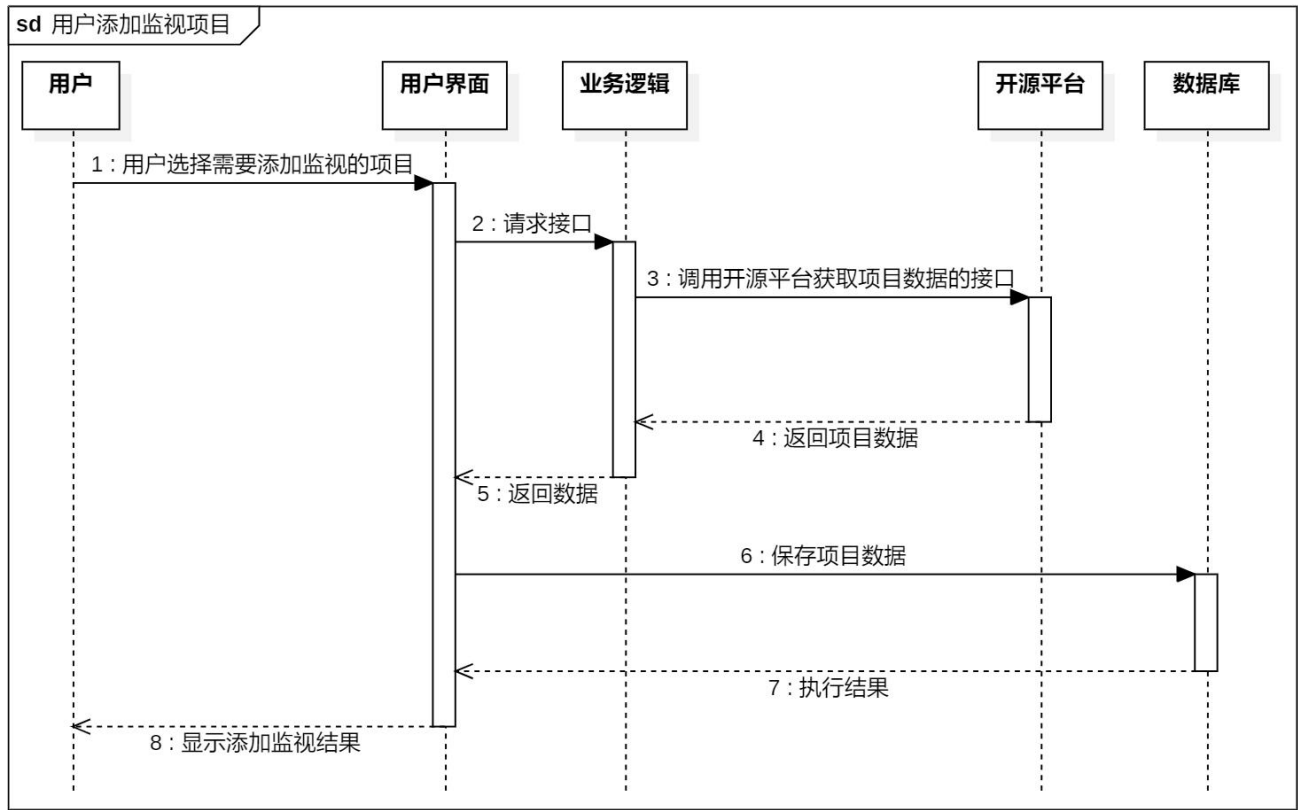 sd 用户添加监视项目
用户
用户界面
业务逻辑
开源平台
数据库
1 : 用户选择需要添加监视的项目
2 : 请求接口
3 : 调用开源平台获取项目数据的接口
4 : 返回项目数据
5 : 返回数据
6 : 保存项目数据
7 : 执行结果
8 : 显示添加监视结果